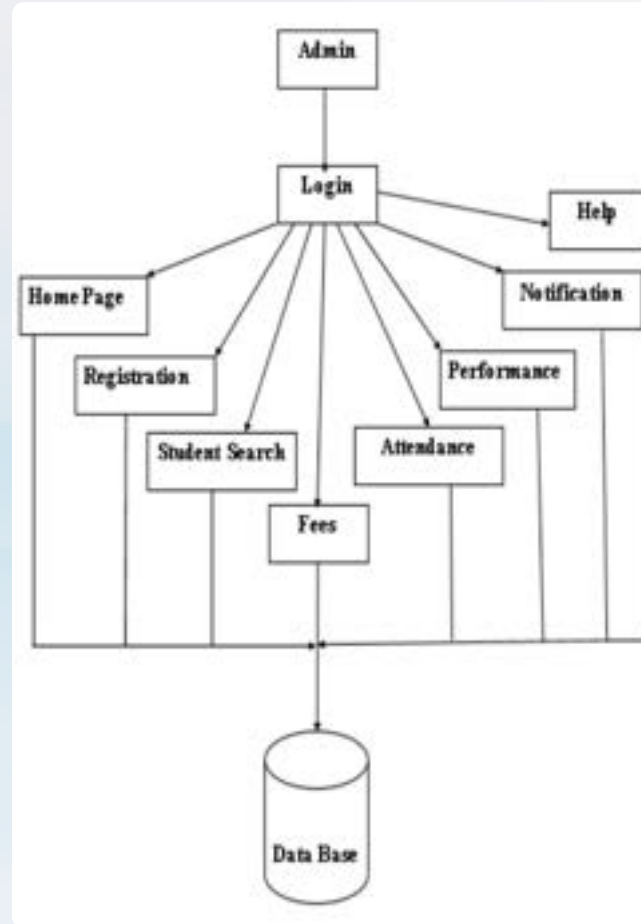 Admin
Login
Help
Home Page
Notification
Registration
Performance
Student Search
Attendance
Fees
Data Base